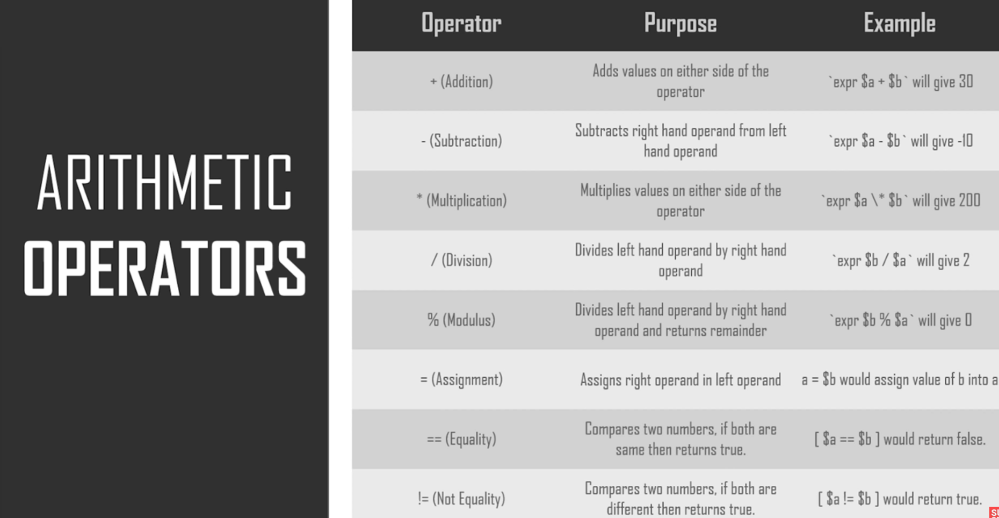 ARITHMETIC
OPERATORS
Operator Purpose Example
+ (Addition) Adds values on either side of the operator `expr $a + $b` will give 30
- (Subtraction) Subtracts right hand operand from left hand operand `expr $a - $b` will give -10
* (Multiplication) Multiplies values on either side of the operator `expr $a \* $b` will give 200
/ (Division) Divides left hand operand by right hand operand `expr $b / $a` will give 2
% (Modulus) Divides left hand operand by right hand operand and returns remainder `expr $b % $a` will give 0
= (Assignment) Assigns right operand in left operand a = $b would assign value of b into a
== (Equality) Compares two numbers, if both are same then returns true. [ $a == $b ] would return false.
!= (Not Equality) Compares two numbers, if both are different then returns true. [ $a != $b ] would return true.